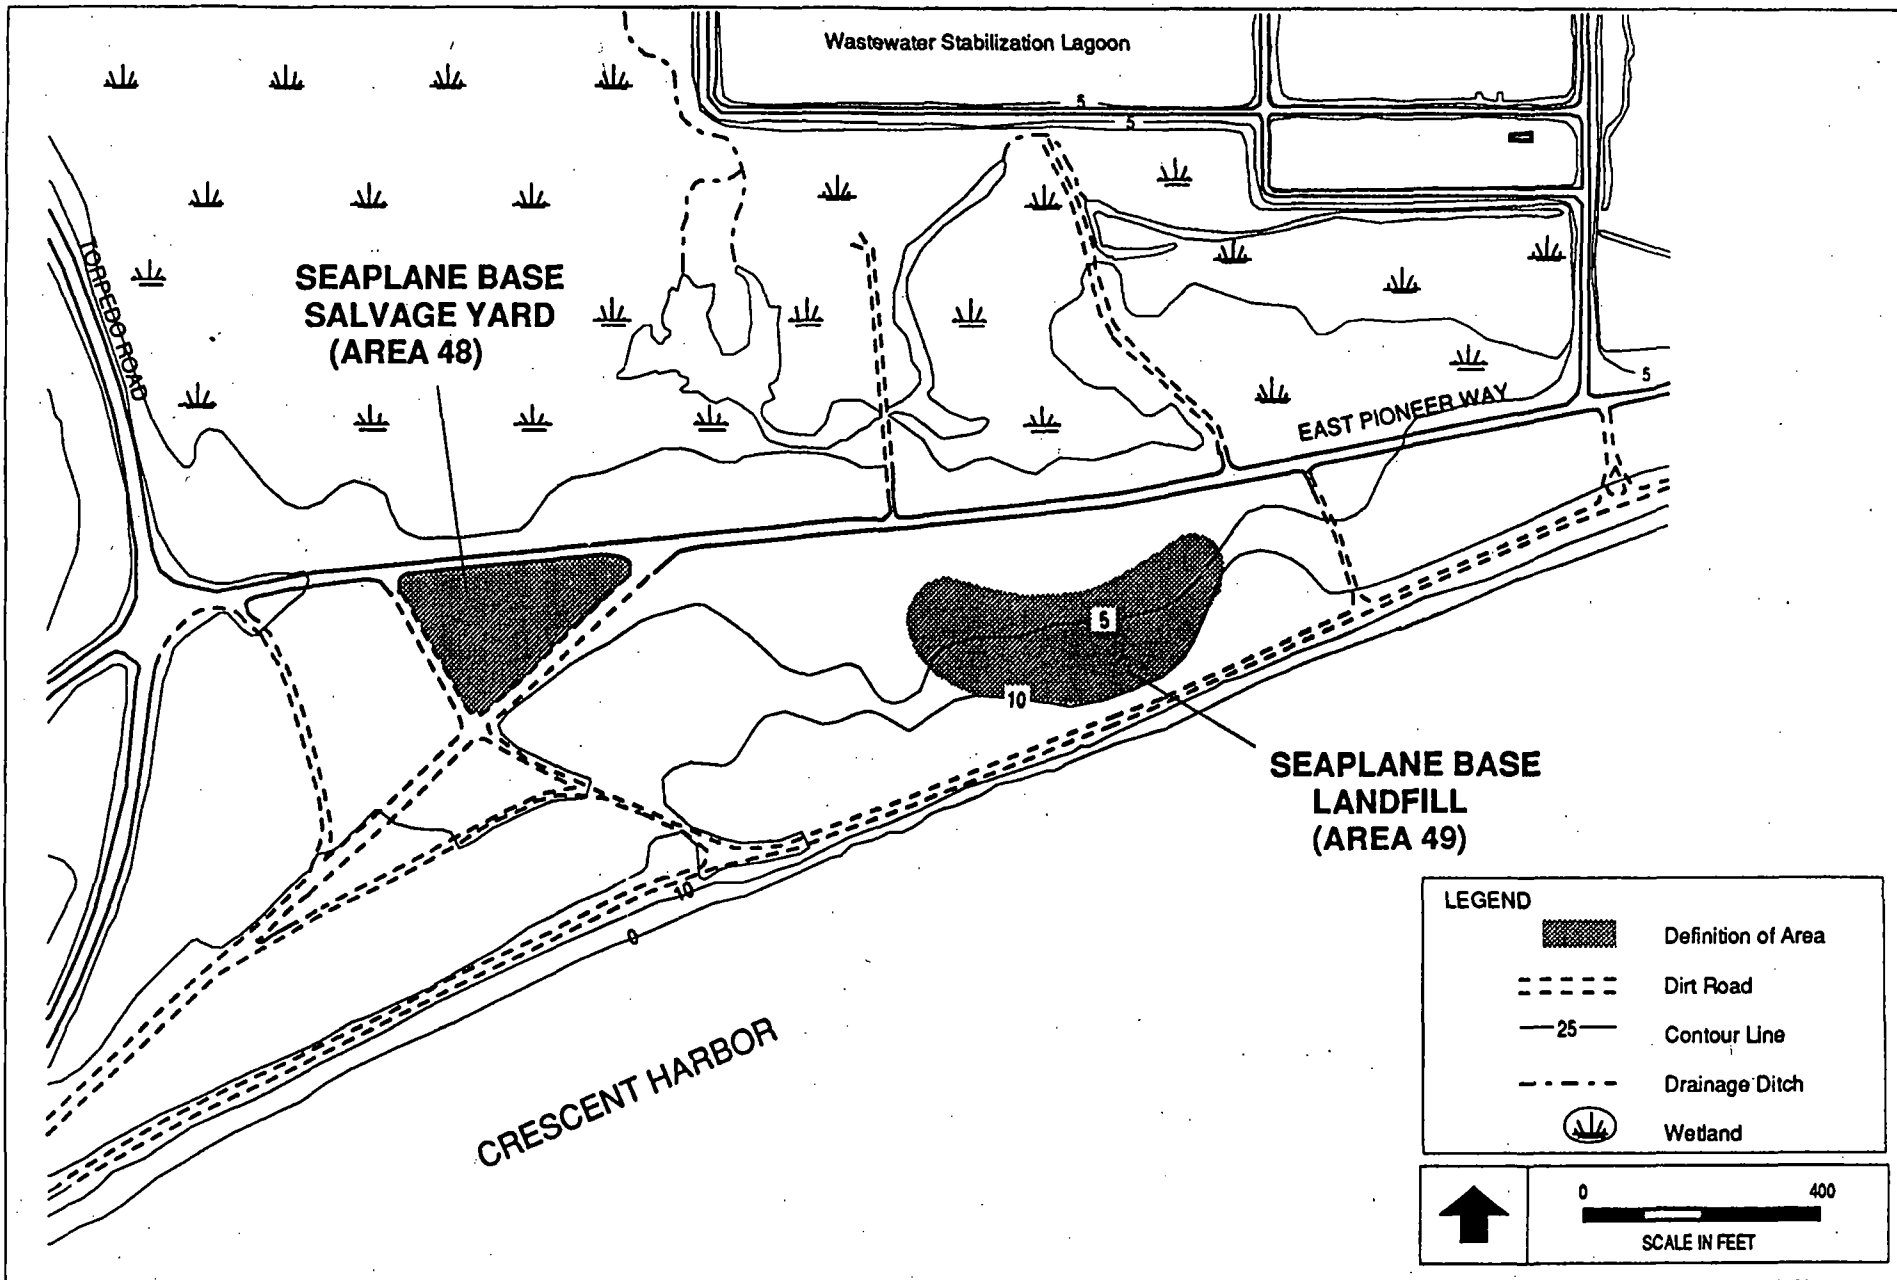 Wastewater Stabilization Lagoon
5
5
TORPEDO ROAD
SEAPLANE BASE
SALVAGE YARD
(AREA 48)
5
EAST PIONEER WAY
5
10
SEAPLANE BASE
LANDFILL
(AREA 49)
10
0
CRESCENT HARBOR
LEGEND
Definition of Area
Dirt Road
25
Contour Line
Drainage Ditch
Wetland
0 400
SCALE IN FEET